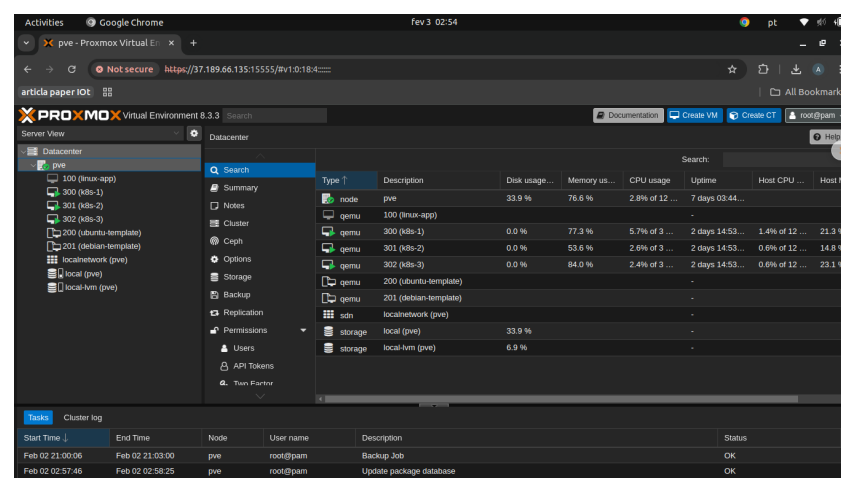 Activities Google Chrome fev 3 02:54 pt
pve - Proxmox Virtual En
Not secure https://37.189.66.135:15555/#v1:0:18:4::::::
articla paper IOt All Bookmark
PROXMOX Virtual Environment 8.3.3 Search Documentation Create VM Create CT root@pam
Server View Datacenter Help
Datacenter
pve
100 (linux-app)
300 (k8s-1)
301 (k8s-2)
302 (k8s-3)
200 (ubuntu-template)
201 (debian-template)
localnetwork (pve)
local (pve)
local-lvm (pve)
Search
Summary
Notes
Cluster
Ceph
Options
Storage
Backup
Replication
Permissions
Users
API Tokens
Two Factor
Search:
Type ↑ Description Disk usage... Memory us... CPU usage Uptime Host CPU ... Host M
node pve 33.9 % 76.6 % 2.8% of 12 ... 7 days 03:44...
qemu 100 (linux-app) -
qemu 300 (k8s-1) 0.0 % 77.3 % 5.7% of 3 ... 2 days 14:53... 1.4% of 12 ... 21.3 %
qemu 301 (k8s-2) 0.0 % 53.6 % 2.6% of 3 ... 2 days 14:53... 0.6% of 12 ... 14.8 %
qemu 302 (k8s-3) 0.0 % 84.0 % 2.4% of 3 ... 2 days 14:53... 0.6% of 12 ... 23.1 %
qemu 200 (ubuntu-template) -
qemu 201 (debian-template) -
sdn localnetwork (pve) -
storage local (pve) 33.9 % -
storage local-lvm (pve) 6.9 % -
Tasks Cluster log
Start Time ↓ End Time Node User name Description Status
Feb 02 21:00:06 Feb 02 21:03:00 pve root@pam Backup Job OK
Feb 02 02:57:46 Feb 02 02:58:25 pve root@pam Update package database OK